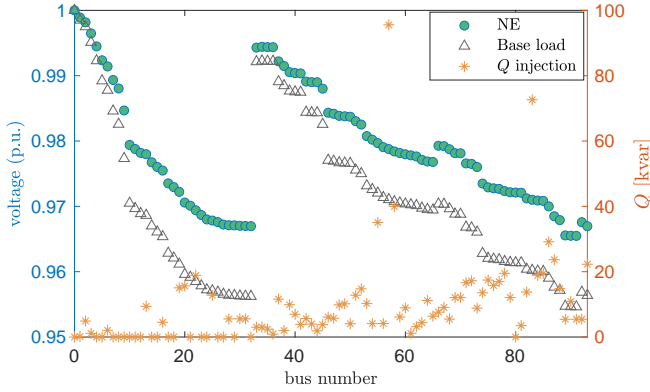 1
0.99
0.98
0.97
0.96
0.95
voltage (p.u.)
NE
Base load
Q injection
100
80
60
40
20
0
Q [kvar]
0
20
40
60
80
bus number